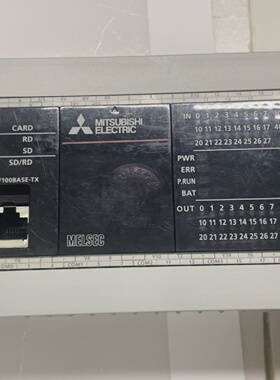 CARD
RD
SD
SD/RD
/100BASE-TX
MITSUBISHI
ELECTRIC
MELSEC
IN 0 1 2 3 4 5 6 7
10 11 12 13 14 15 16 17
20 21 22 23 24 25 26 27
PWR
ERR
P.RUN
BAT
OUT 0 1 2 3 4 5 6 7
10 11 12 13 14 15 16 17
20 21 22 23 24 25 26 27